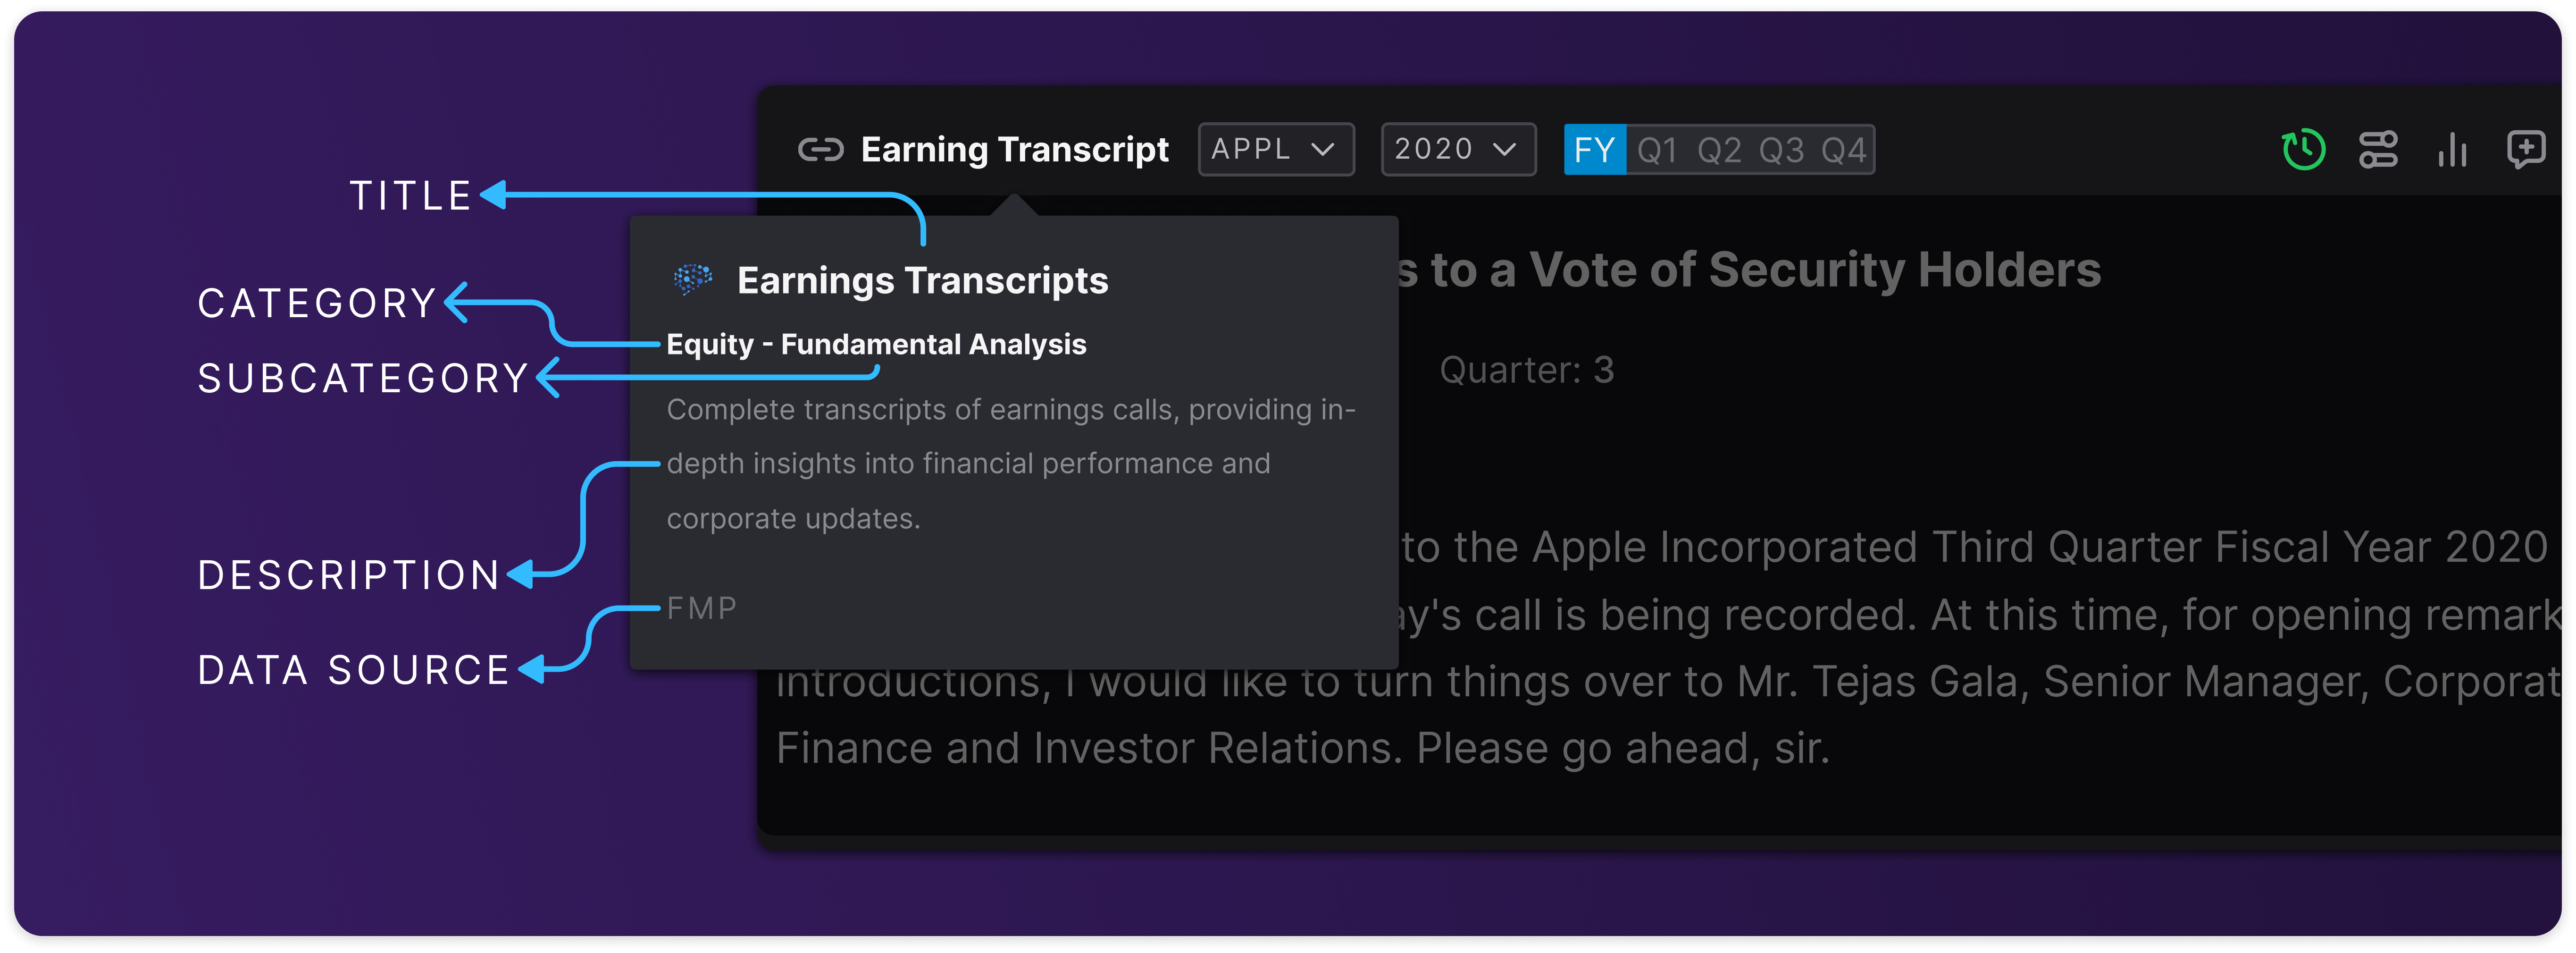 Earning Transcript APPL 2020 FY Q1 Q2 Q3 Q4
TITLE
CATEGORY
SUBCATEGORY
DESCRIPTION
DATA SOURCE
Earnings Transcripts
Equity - Fundamental Analysis
Complete transcripts of earnings calls, providing in-
depth insights into financial performance and
corporate updates.
FMP
to a Vote of Security Holders
Quarter: 3
to the Apple Incorporated Third Quarter Fiscal Year 2020
call is being recorded. At this time, for opening
introductions, I would like to turn things over to Mr. Tejas Gala, Senior Manager,
Finance and Investor Relations. Please go ahead, sir.